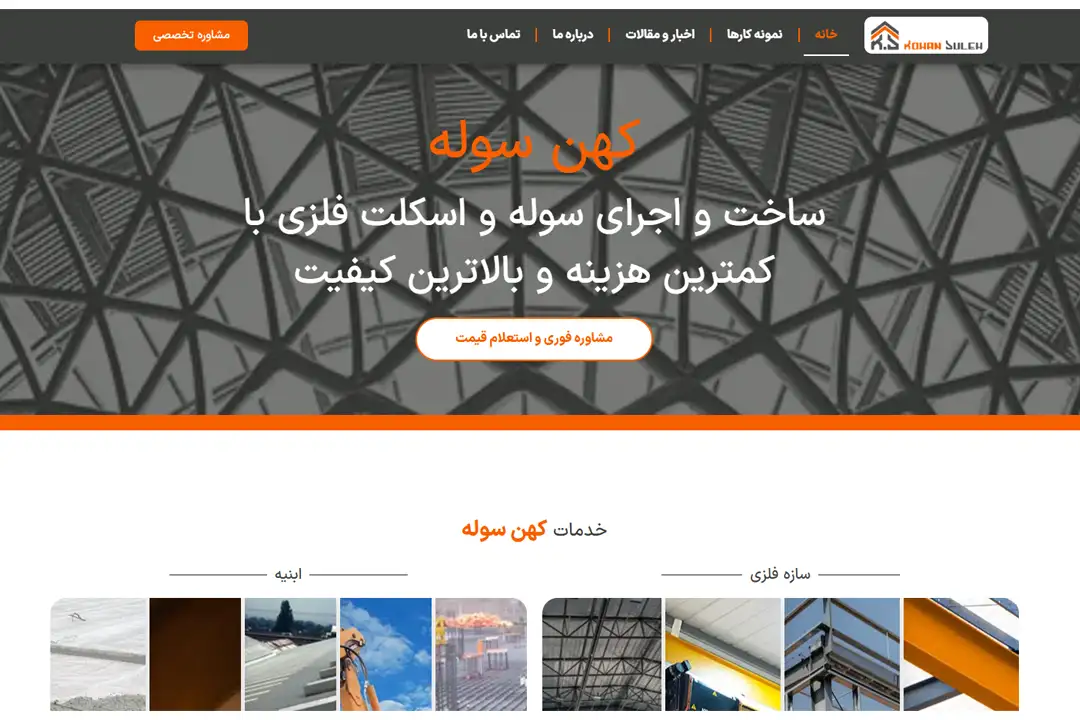 KOHAN SULEH
خانه
نمونه کارها
اخبار و مقالات
درباره ما
تماس با ما
مشاوره تخصصی
کهن سوله
ساخت و اجرای سوله و اسکلت فلزی با
کمترین هزینه و بالاترین کیفیت
مشاوره فوری و استعلام قیمت
خدمات کهن سوله
سازه فلزی
ابنیه